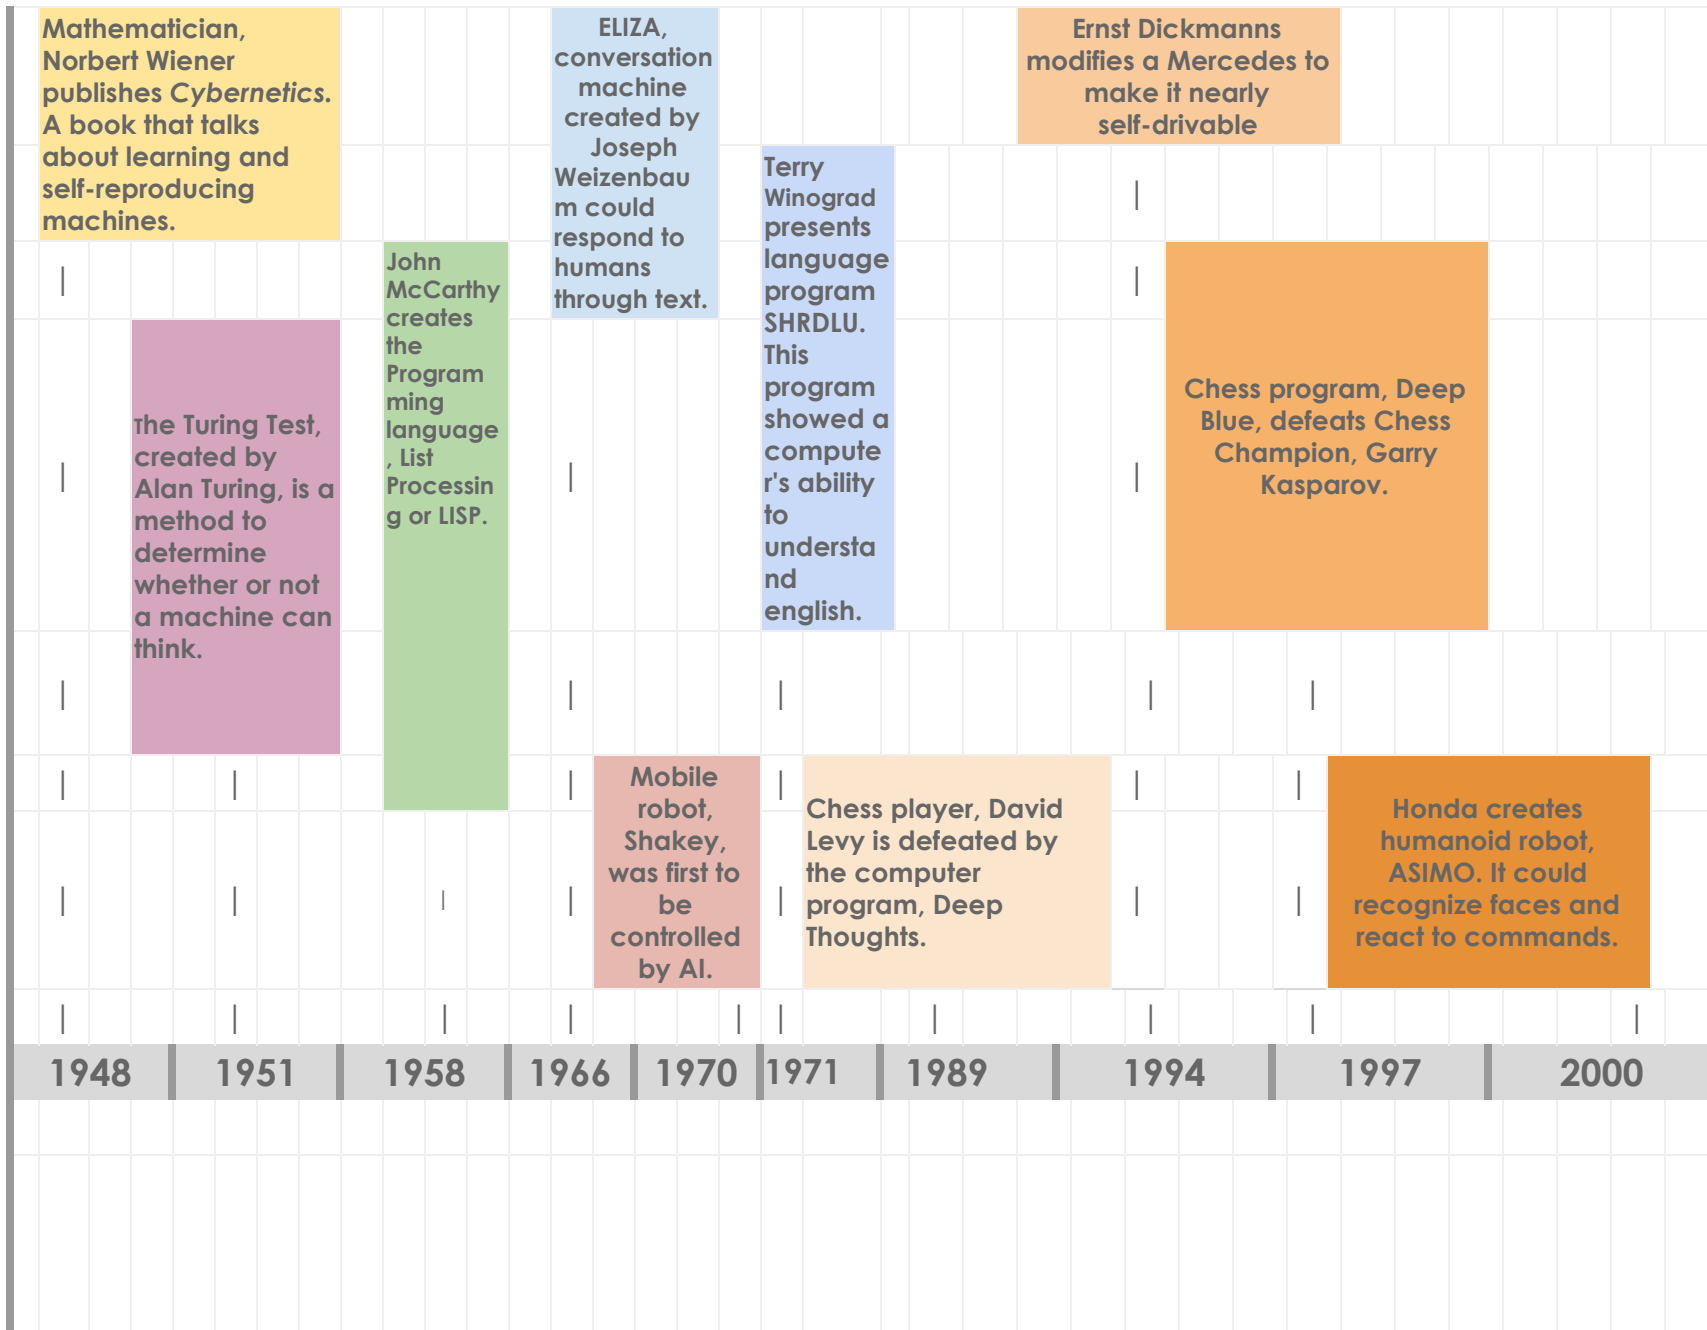 Mathematician,
Norbert Wiener
publishes Cybernetics.
A book that talks
about learning and
self-reproducing
machines.
The Turing Test,
created by
Alan Turing, is a
method to
determine
whether or not
a machine can
think.
John
McCarthy
creates
the
Program
ming
language
, List
Processin
g or LISP.
ELIZA,
conversation
machine
created by
Joseph
Weizenbau
m could
respond to
humans
through text.
Mobile
robot,
Shakey,
was first to
be
controlled
by AI.
Terry
Winograd
presents
language
program
SHRDLU.
This
program
showed a
compute
r's ability
to
understa
nd
english.
Chess player, David
Levy is defeated by
the computer
program, Deep
Thoughts.
Ernst Dickmanns
modifies a Mercedes to
make it nearly
self-drivable
Chess program, Deep
Blue, defeats Chess
Champion, Garry
Kasparov.
Honda creates
humanoid robot,
ASIMO. It could
recognize faces and
react to commands.
1948 1951 1958 1966 1970 1971 1989 1994 1997 2000